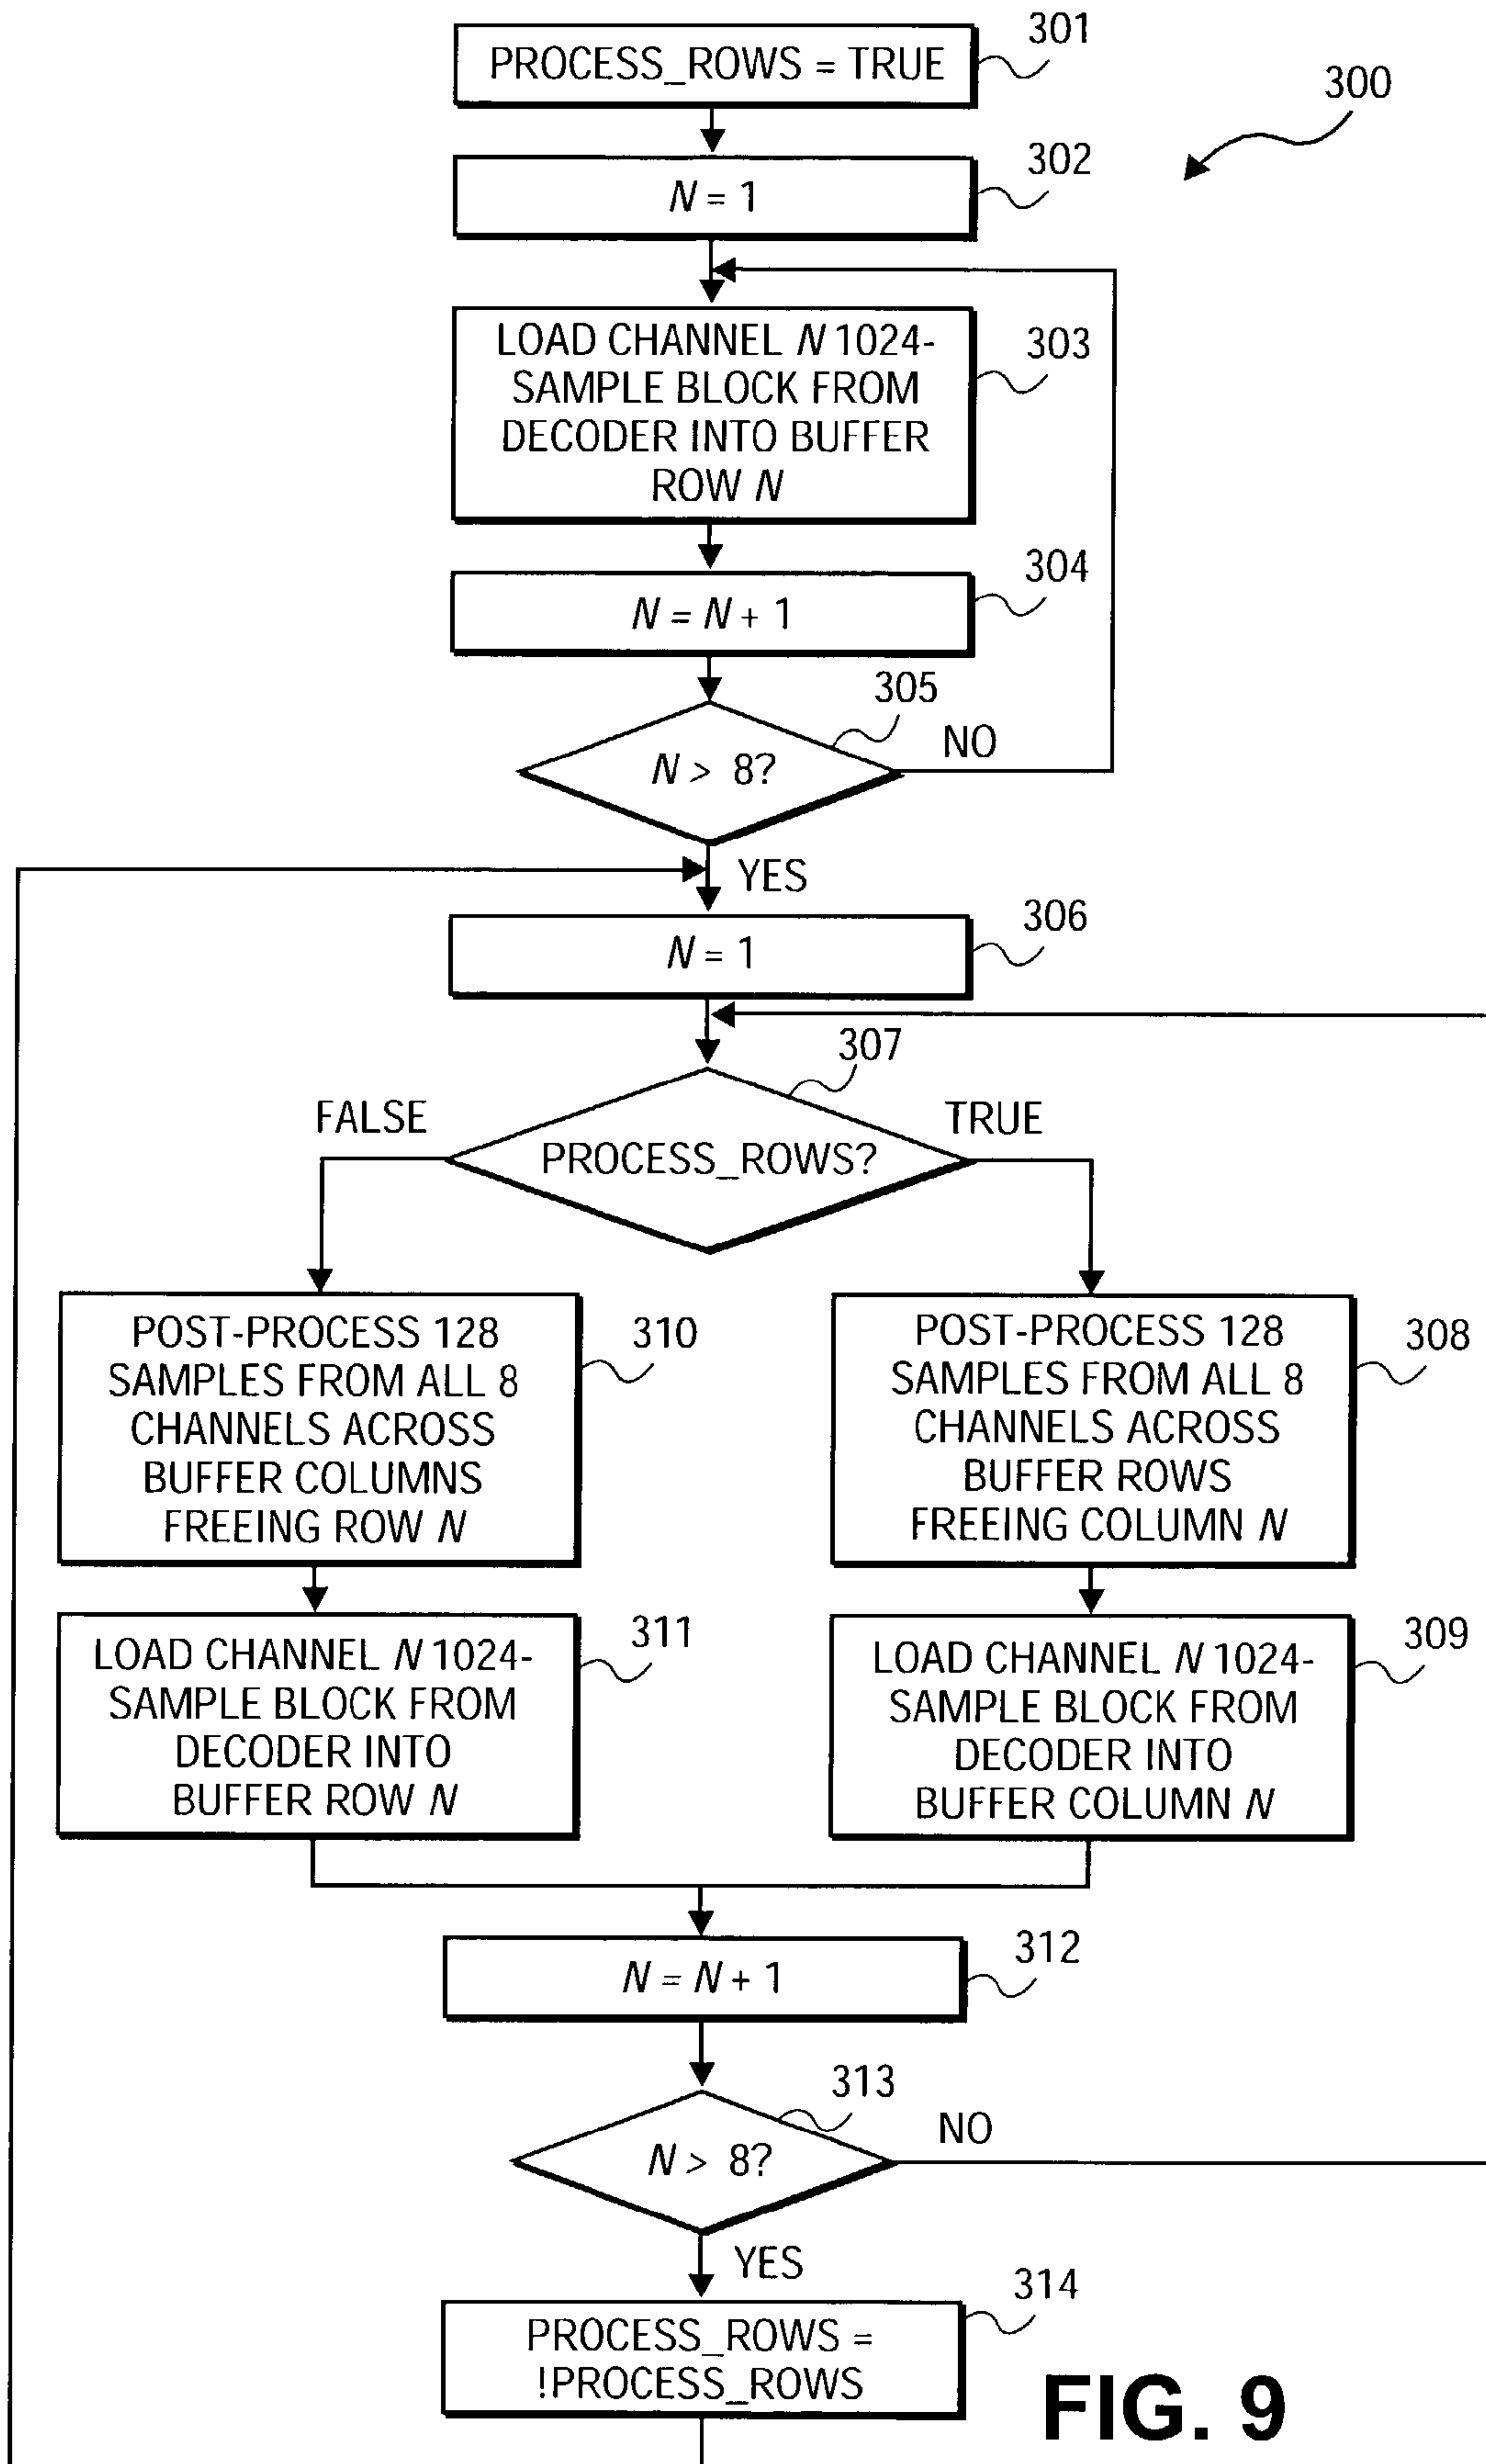 PROCESS_ROWS = TRUE
301
300
N = 1
302
LOAD CHANNEL N 1024-
SAMPLE BLOCK FROM
DECODER INTO BUFFER
ROW N
303
N = N + 1
304
305
N > 8?
NO
YES
N = 1
306
307
FALSE
TRUE
PROCESS_ROWS?
POST-PROCESS 128
SAMPLES FROM ALL 8
CHANNELS ACROSS
BUFFER COLUMNS
FREEING ROW N
310
POST-PROCESS 128
SAMPLES FROM ALL 8
CHANNELS ACROSS
BUFFER ROWS
FREEING COLUMN N
308
LOAD CHANNEL N 1024-
SAMPLE BLOCK FROM
DECODER INTO
BUFFER ROW N
311
LOAD CHANNEL N 1024-
SAMPLE BLOCK FROM
DECODER INTO
BUFFER COLUMN N
309
N = N + 1
312
313
N > 8?
NO
YES
PROCESS_ROWS =
!PROCESS_ROWS
314
FIG. 9